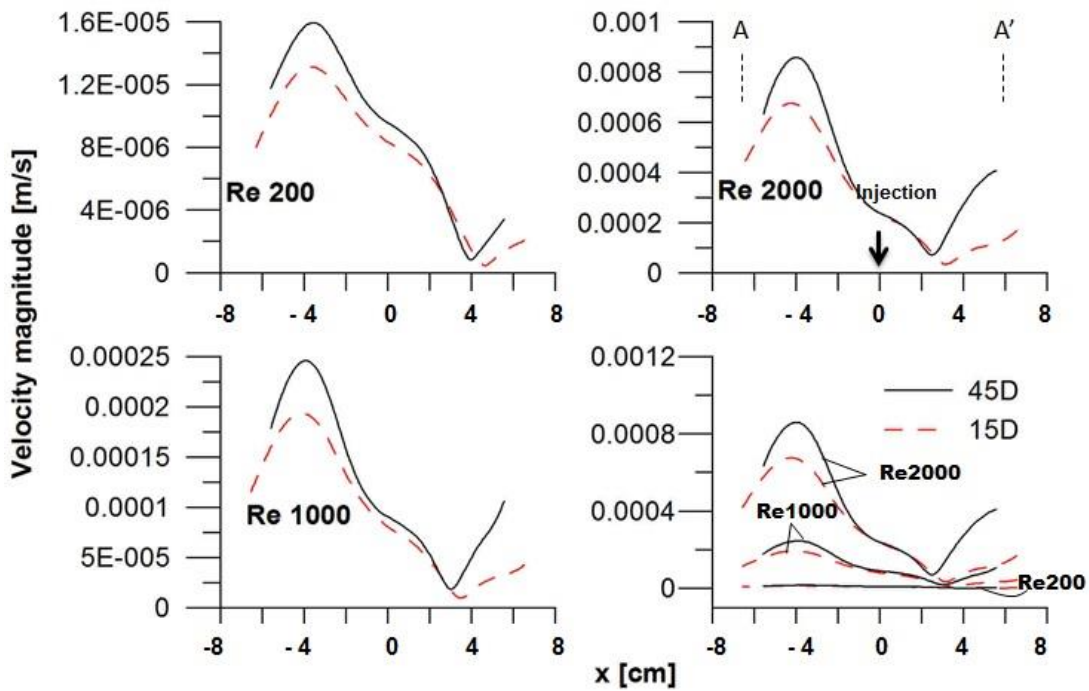 Velocity magnitude [m/s]
1.6E-005
1.2E-005
8E-006
4E-006
0
Re 200
-8 - 4 0 4 8
0.001
0.0008
0.0006
0.0004
0.0002
0
A A’
Re 2000
Injection
-8 - 4 0 4 8
0.00025
0.0002
0.00015
0.0001
5E-005
0
Re 1000
-8 - 4 0 4 8
0.0012
0.0008
0.0004
0
45D
15D
Re2000
Re1000
Re200
-8 - 4 0 4 8
x [cm]